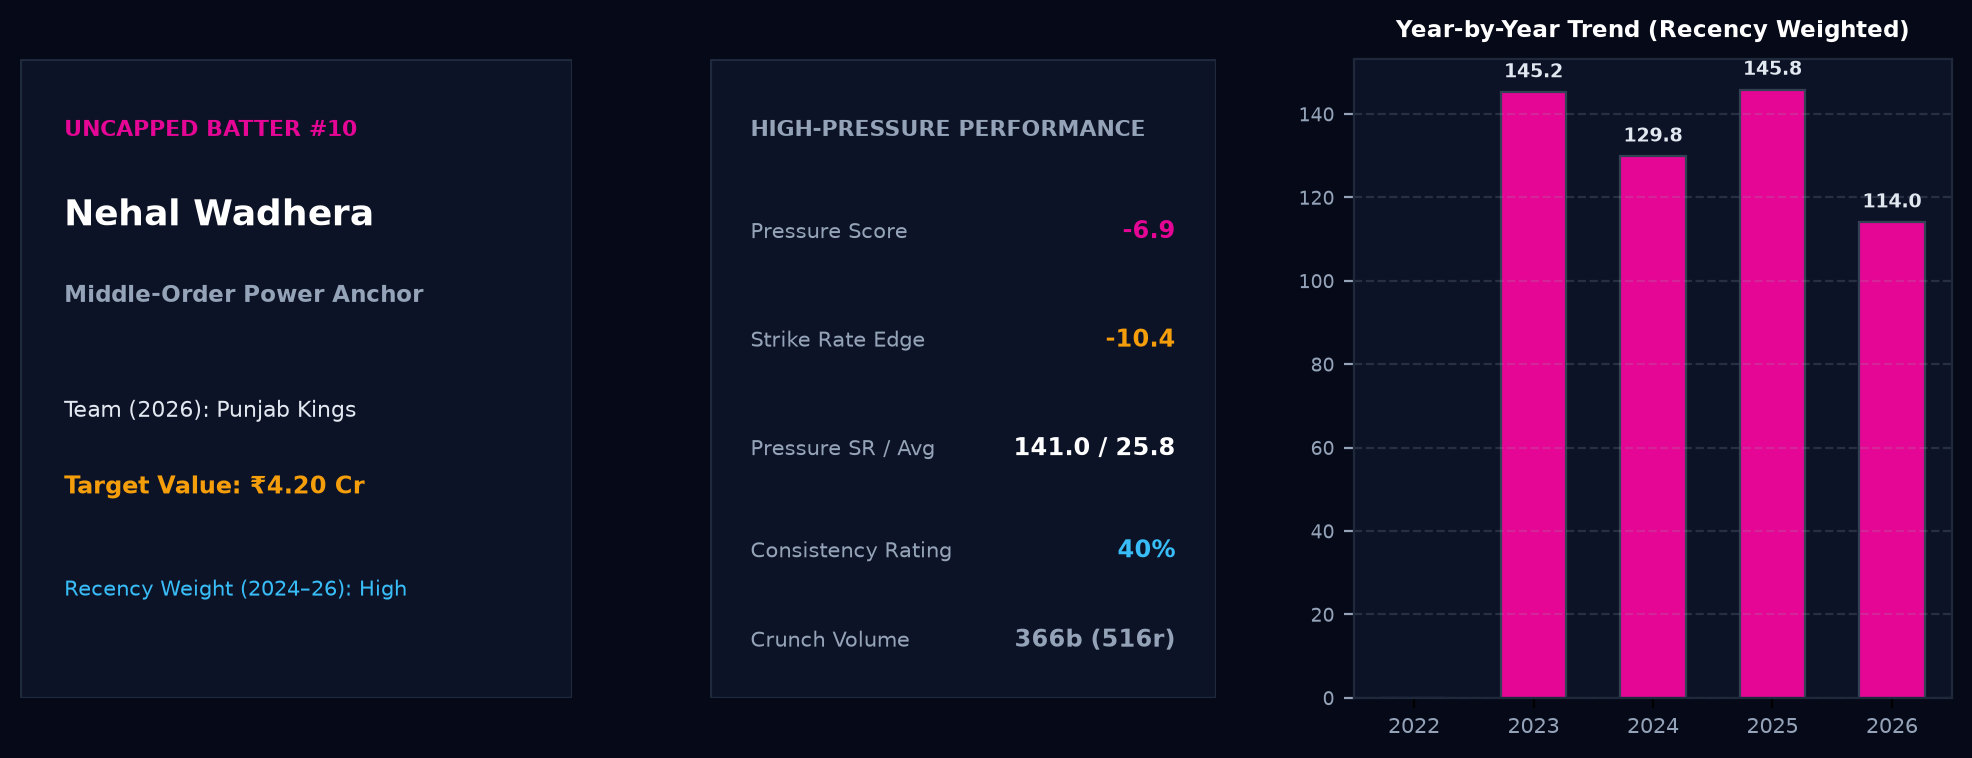 UNCAPPED BATTER #10
Nehal Wadhera
Middle-Order Power Anchor
Team (2026): Punjab Kings
Target Value: ₹4.20 Cr
Recency Weight (2024–26): High
HIGH-PRESSURE PERFORMANCE
Pressure Score -6.9
Strike Rate Edge -10.4
Pressure SR / Avg 141.0 / 25.8
Consistency Rating 40%
Crunch Volume 366b (516r)
Year-by-Year Trend (Recency Weighted)
145.2
129.8
145.8
114.0
140
120
100
80
60
40
20
0
2022 2023 2024 2025 2026